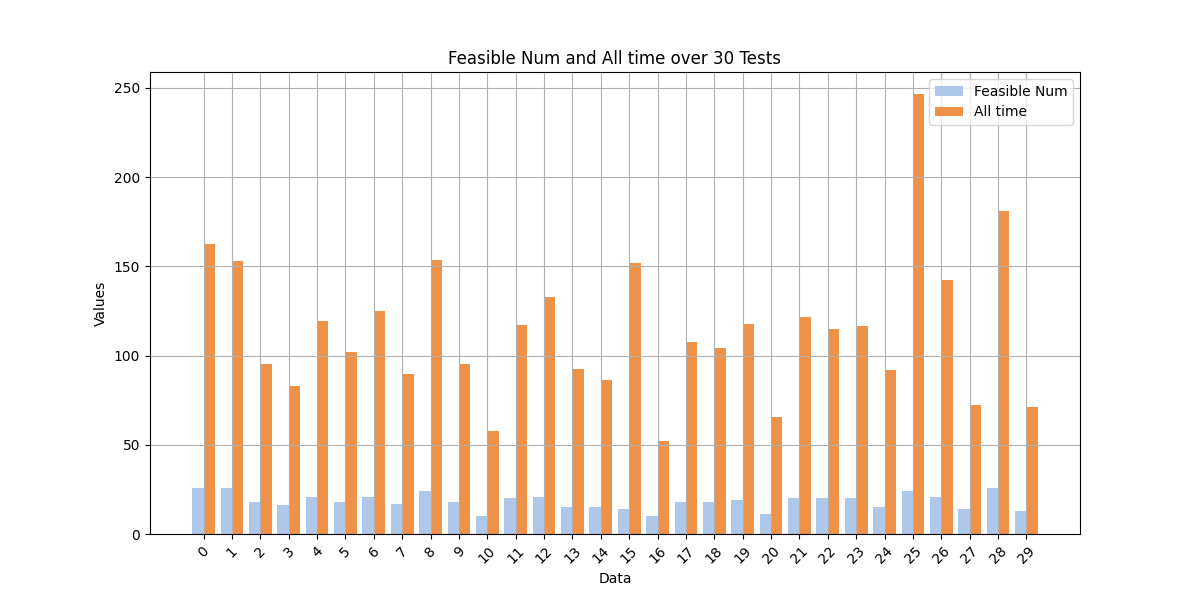 Feasible Num and All time over 30 Tests
Feasible Num
All time
Values
250
200
150
100
50
0
0 1 2 3 4 5 6 7 8 9 10 11 12 13 14 15 16 17 18 19 20 21 22 23 24 25 26 27 28 29
Data